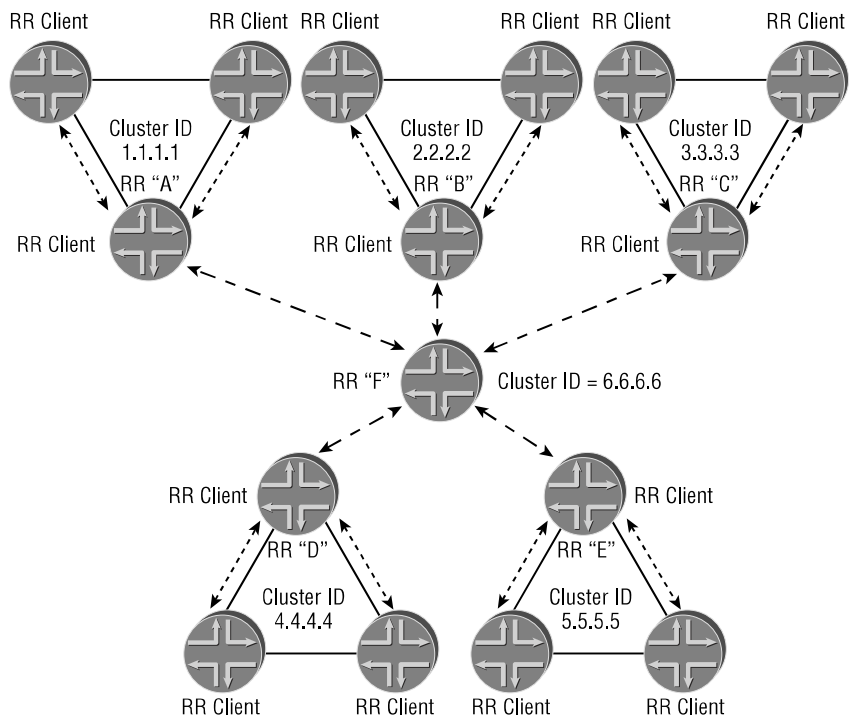 RR Client
RR Client
RR Client
RR Client
RR Client
RR Client
Cluster ID
1.1.1.1
Cluster ID
2.2.2.2
Cluster ID
3.3.3.3
RR “A”
RR “B”
RR “C”
RR Client
RR Client
RR Client
RR “F”
Cluster ID = 6.6.6.6
RR Client
RR Client
RR “D”
RR “E”
Cluster ID
4.4.4.4
Cluster ID
5.5.5.5
RR Client
RR Client
RR Client
RR Client